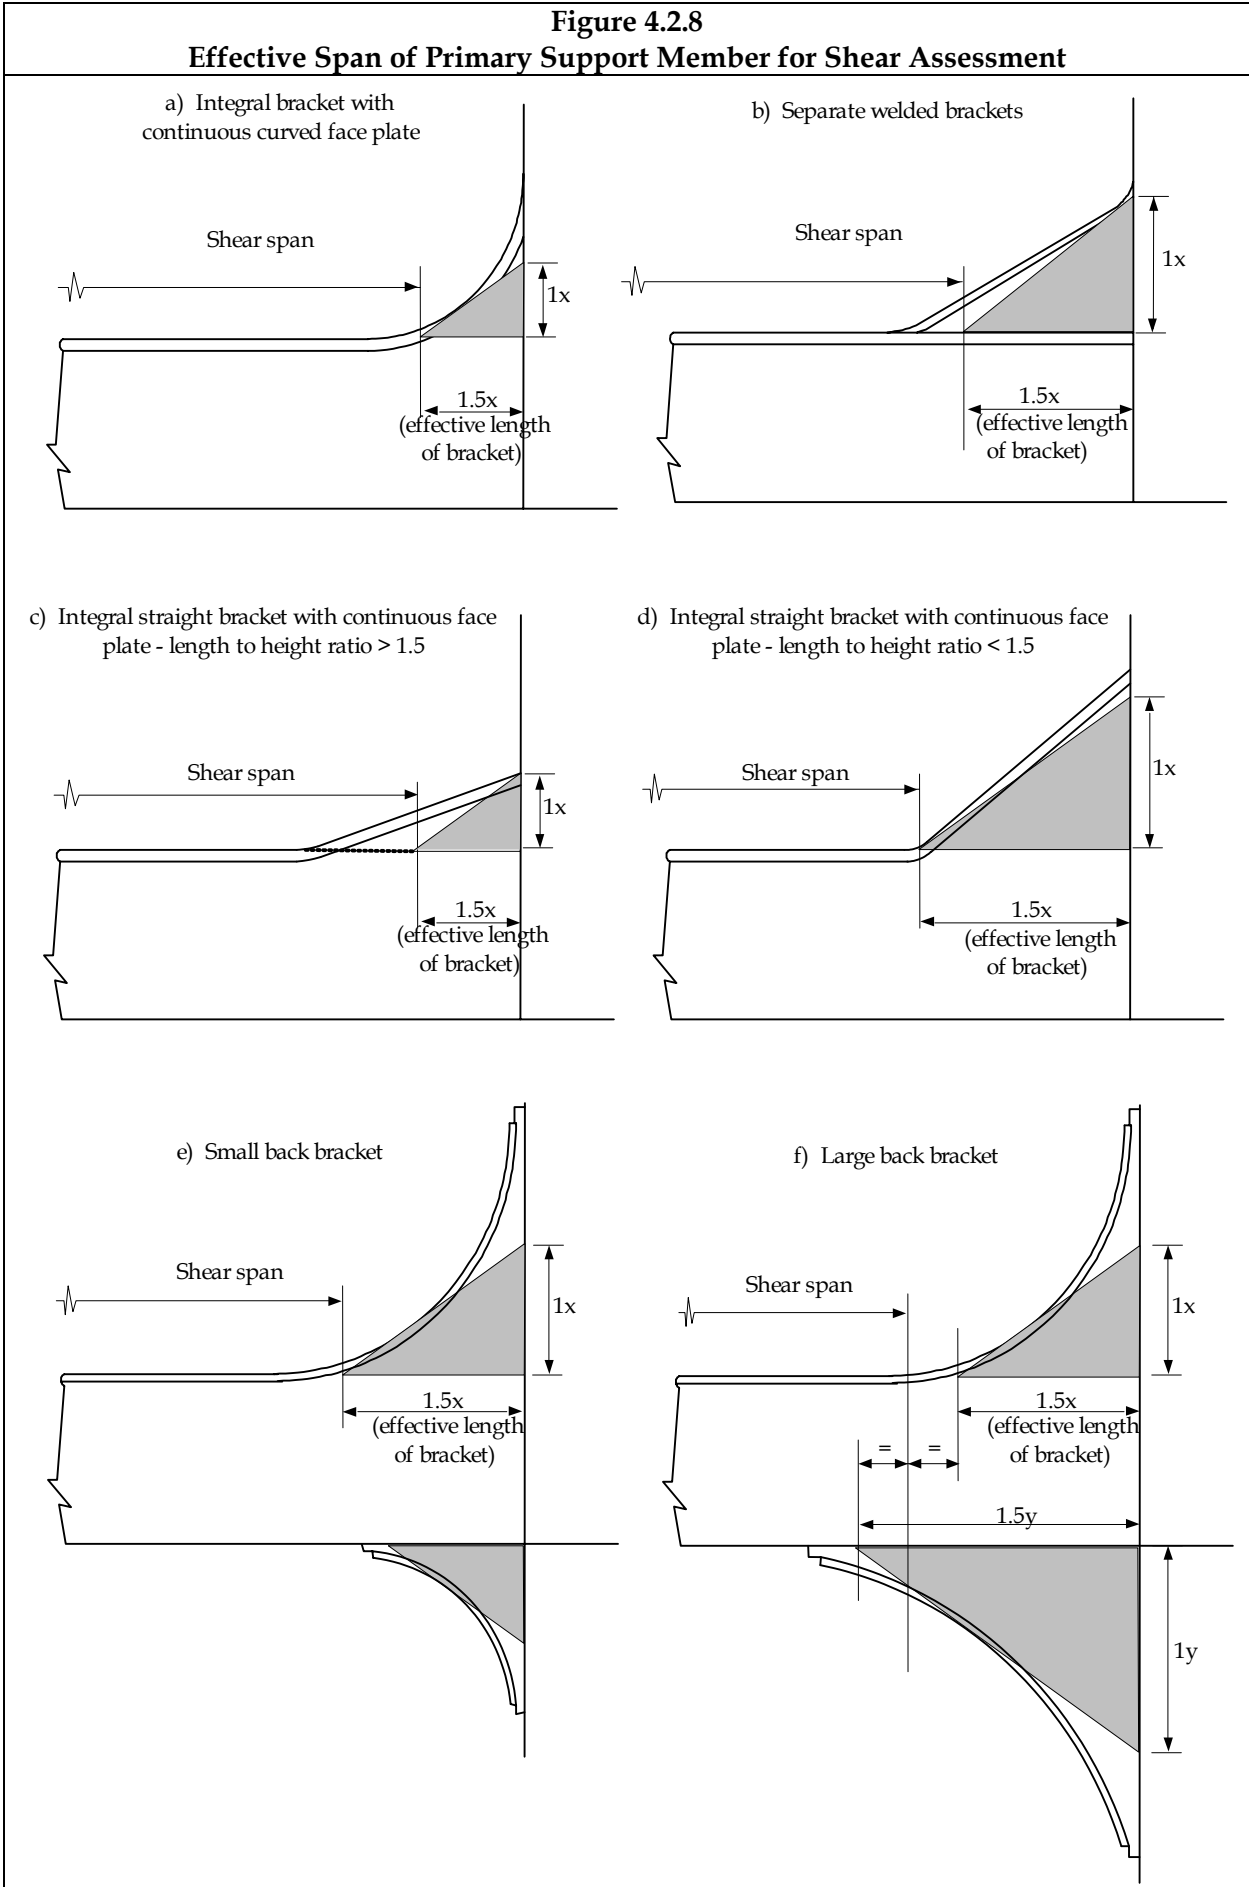 Figure 4.2.8
Effective Span of Primary Support Member for Shear Assessment
a) Integral bracket with
continuous curved face plate
Shear span
1x
1.5x
(effective length
of bracket)
b) Separate welded brackets
Shear span
1x
1.5x
(effective length
of bracket)
c) Integral straight bracket with continuous face
plate - length to height ratio > 1.5
Shear span
1x
1.5x
(effective length
of bracket)
d) Integral straight bracket with continuous face
plate - length to height ratio < 1.5
Shear span
1x
1.5x
(effective length
of bracket)
e) Small back bracket
Shear span
1x
1.5x
(effective length
of bracket)
f) Large back bracket
Shear span
1x
1.5x
(effective length
of bracket)
= =
1.5y
1y